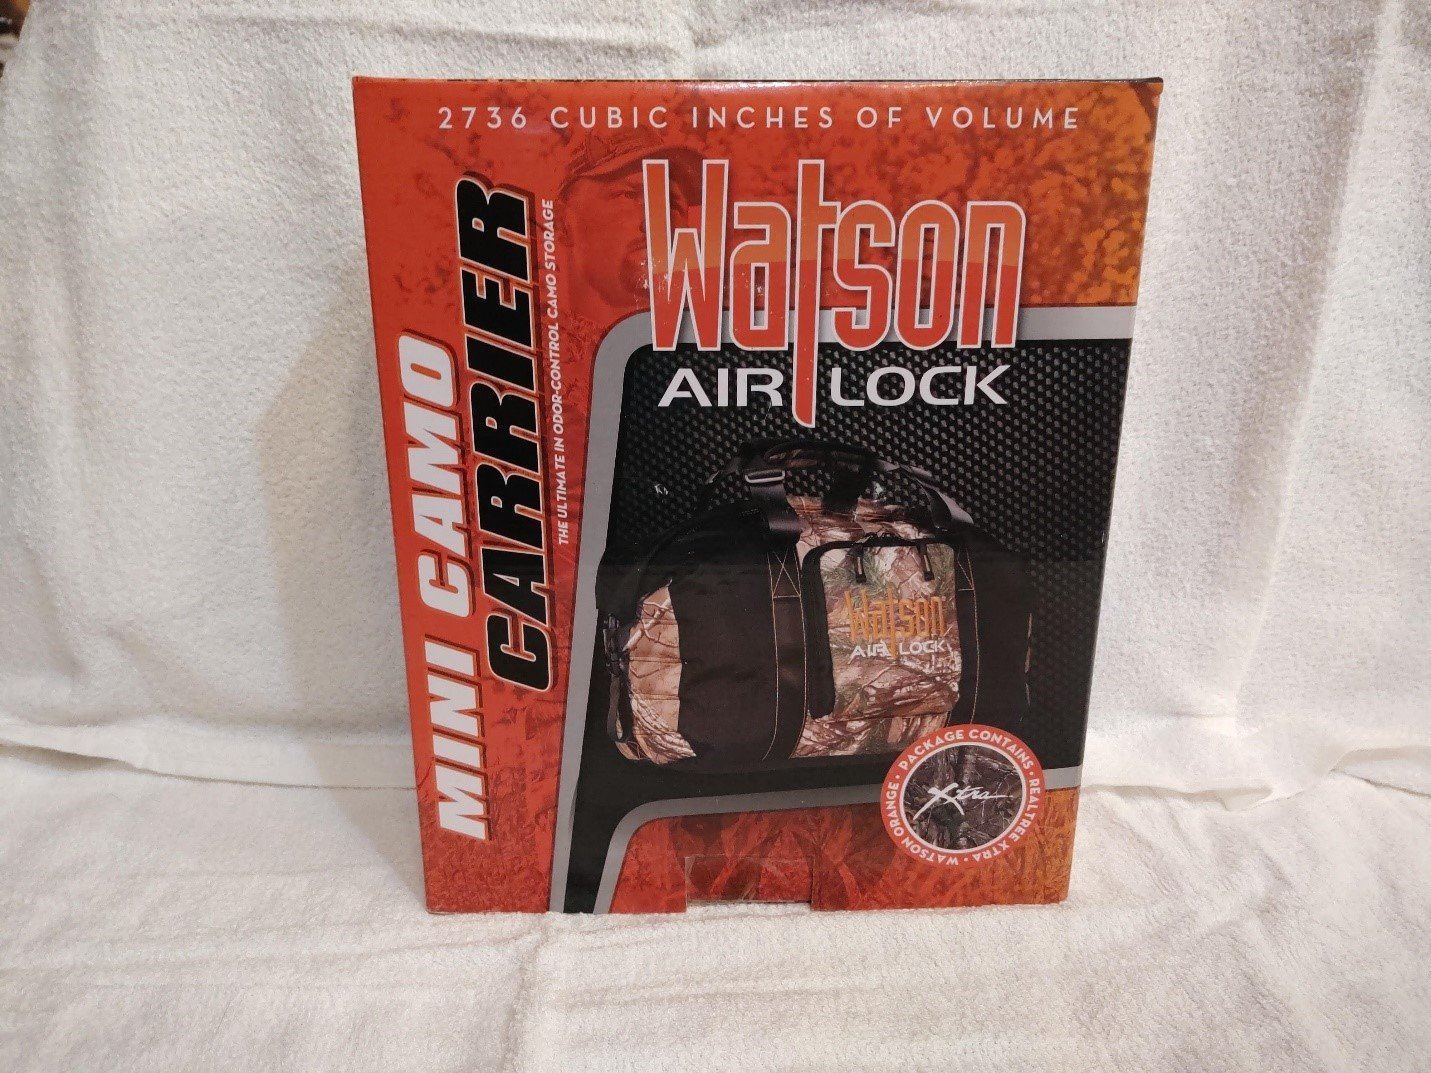 2736 CUBIC INCHES OF VOLUME
Watson
AIR LOCK
MINI CAMO
CARRIER
THE ULTIMATE IN ODOR-CONTROL CAMO STORAGE
Watson
AIR LOCK
PACKAGE CONTAINS • REALTREE XTRA • WATSON ORANGE •
Xtra